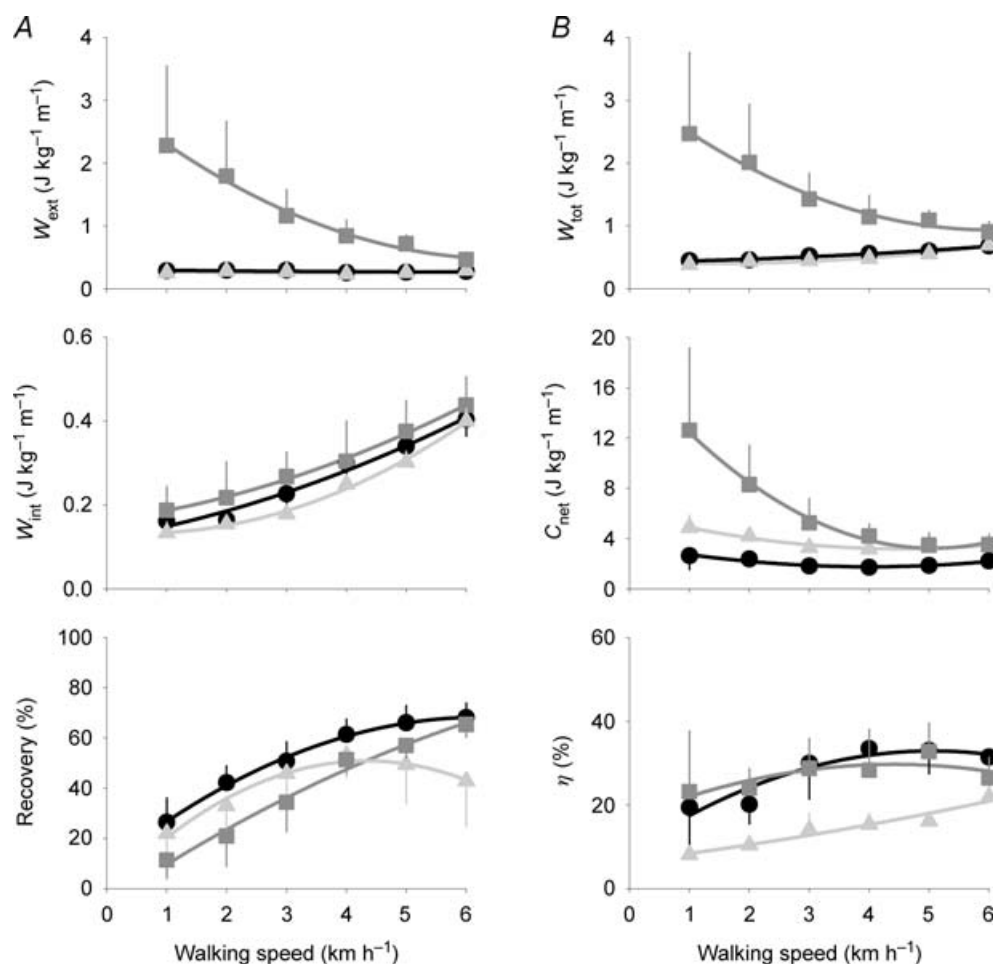 A
4
3
2
1
0
W_ext (J kg⁻¹ m⁻¹)
0.6
0.4
0.2
0.0
W_int (J kg⁻¹ m⁻¹)
100
80
60
40
20
0
Recovery (%)
0 1 2 3 4 5 6
Walking speed (km h⁻¹)
B
4
3
2
1
0
W_tot (J kg⁻¹ m⁻¹)
20
16
12
8
4
0
C_net (J kg⁻¹ m⁻¹)
60
40
20
0
η (%)
0 1 2 3 4 5 6
Walking speed (km h⁻¹)